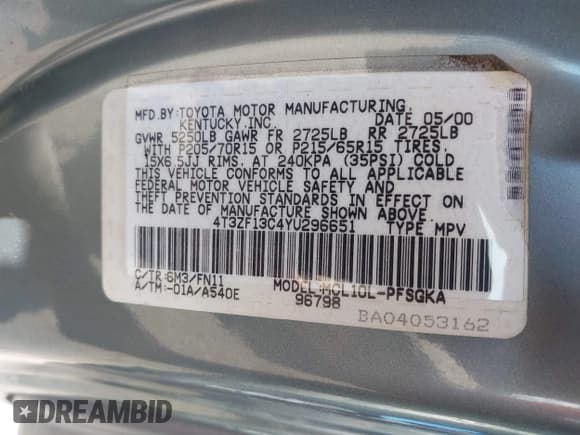 MFD.BY:TOYOTA MOTOR MANUFACTURING,
KENTUCKY,INC. DATE 05/00
GVWR 5250LB GAWR FR 2725LB RR 2725LB
WITH P205/70R15 OR P215/65R15 TIRES,
15X6.5JJ RIMS, AT 240KPA (35PSI) COLD
THIS VEHICLE CONFORMS TO ALL APPLICABLE
FEDERAL MOTOR VEHICLE SAFETY AND
THEFT PREVENTION STANDARDS IN EFFECT ON
THE DATE OF MANUFACTURE SHOWN ABOVE.
4T3ZF13C4YU296651 TYPE MPV
C/TR:6M3/FN11 MODEL:MCL10L-PFSGKA
A/TM:-01A/A540E 96798
BA04053162
DREAMBID